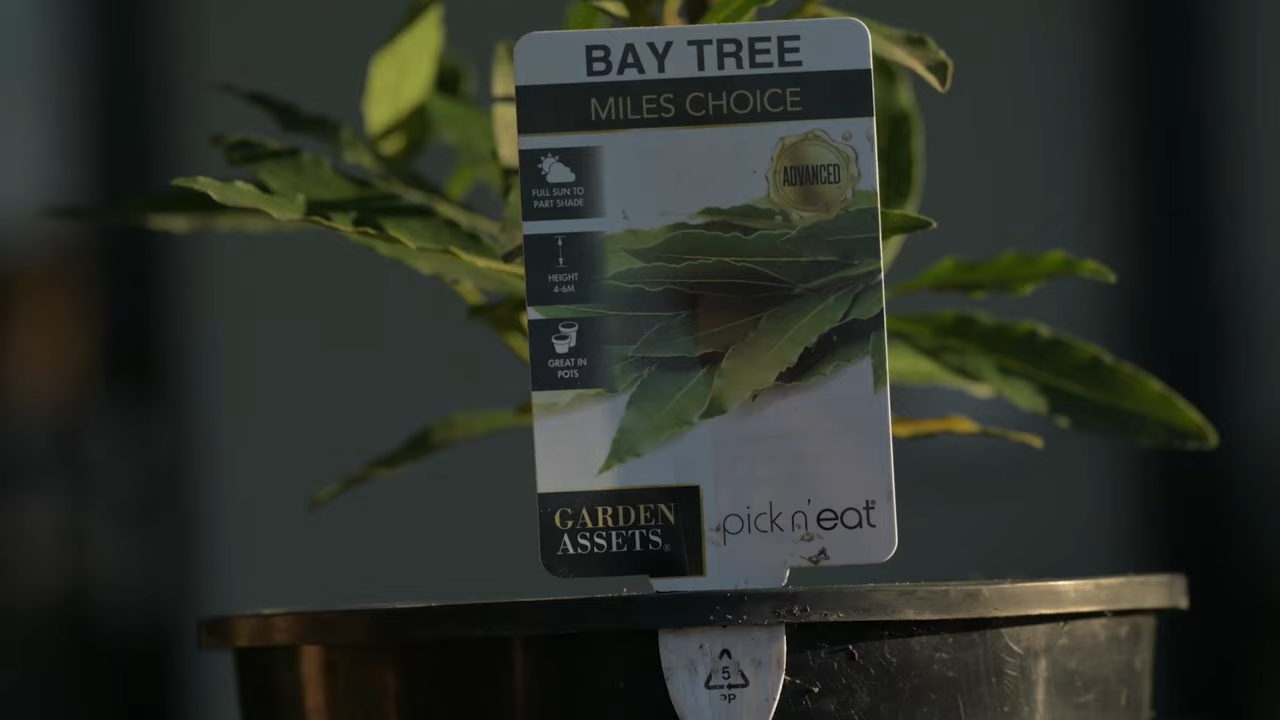 BAY TREE
MILES CHOICE
ADVANCED
FULL SUN TO
PART SHADE
HEIGHT
4-6M
GREAT IN
POTS
GARDEN
ASSETS®
pick n'eat®
5
PP